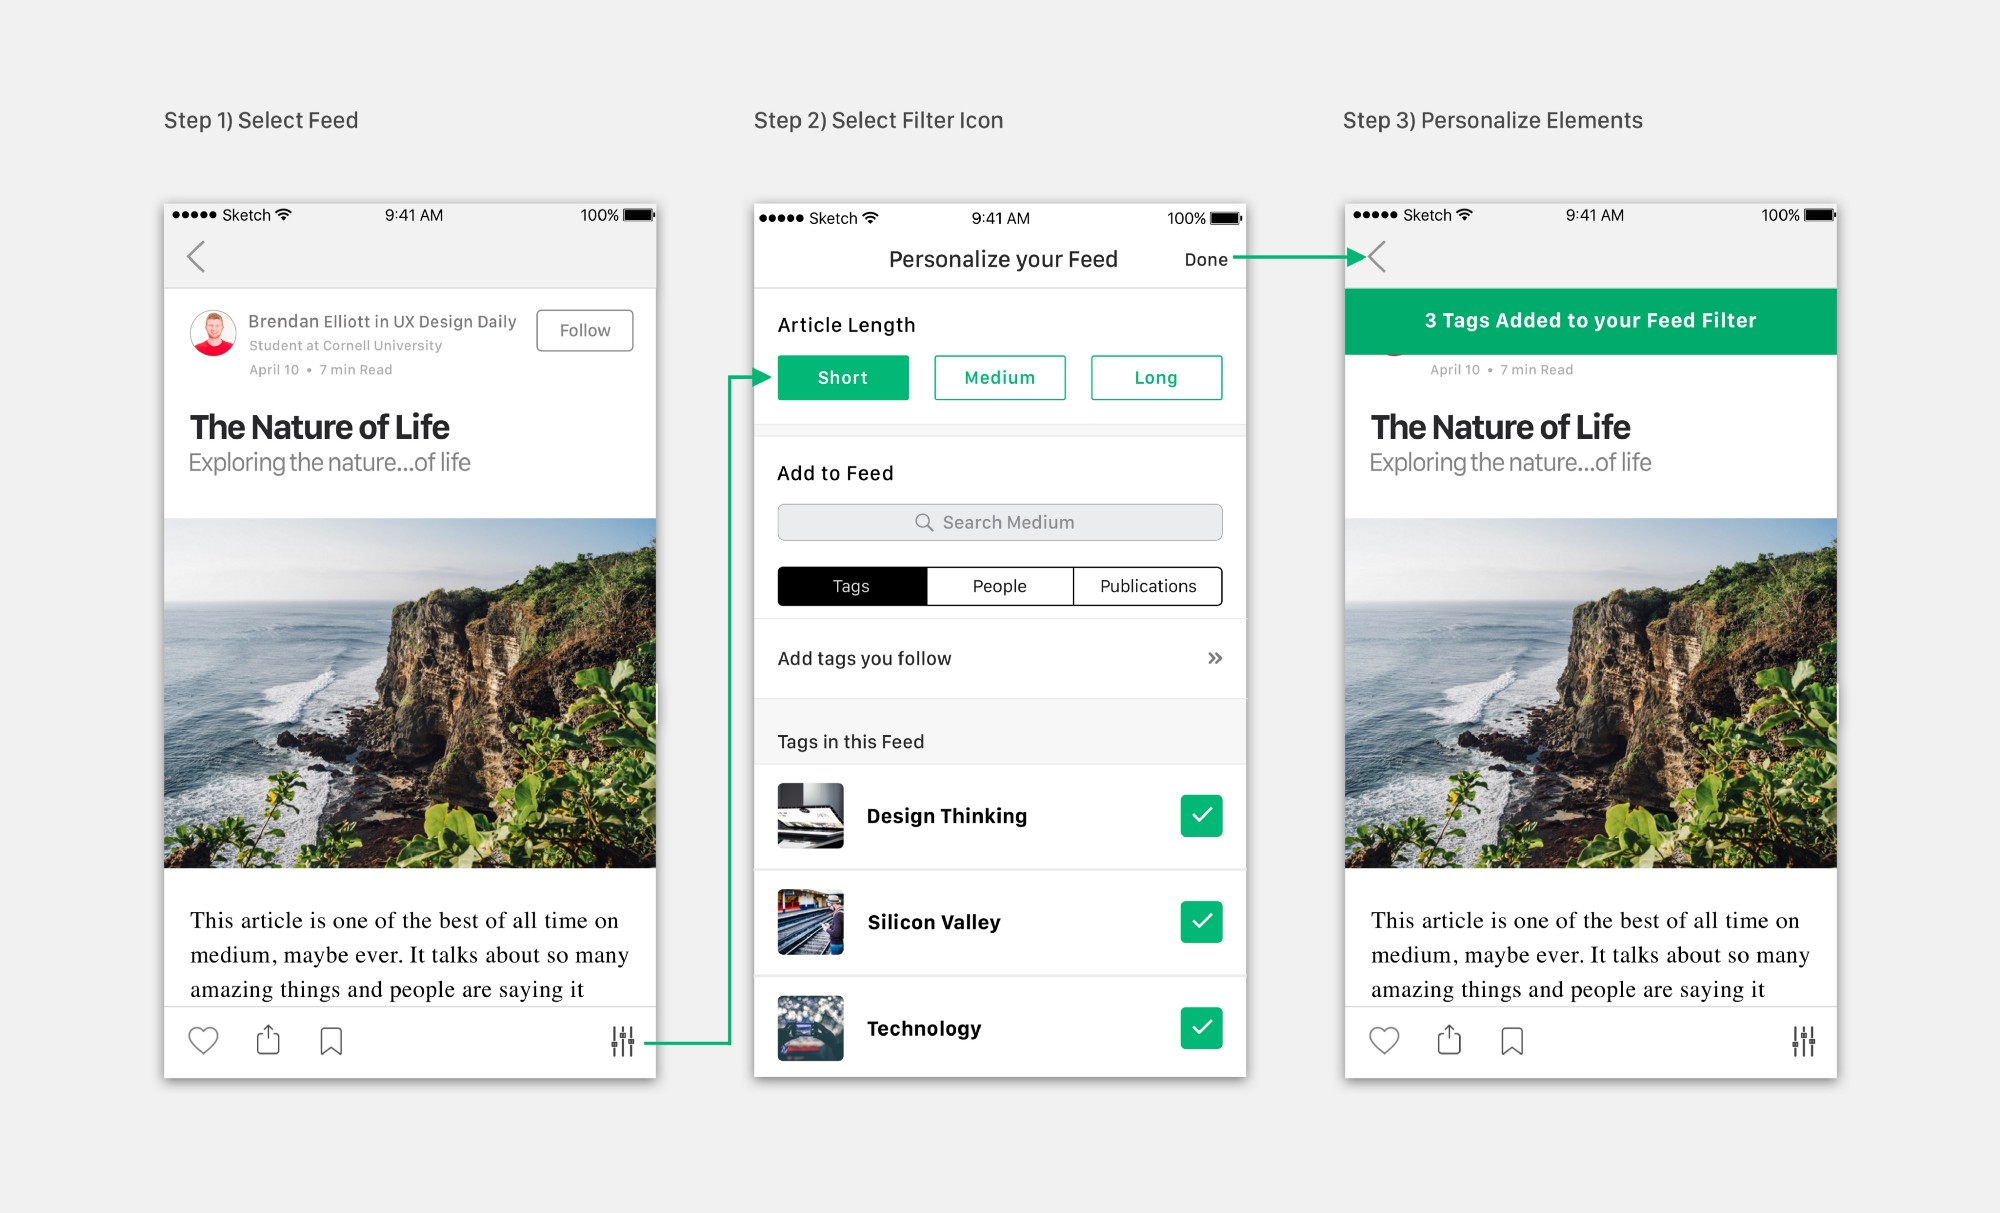 Step 1) Select Feed
Step 2) Select Filter Icon
Step 3) Personalize Elements
Sketch
9:41 AM
100%
Brendan Elliott in UX Design Daily
Student at Cornell University
April 10 • 7 min Read
Follow
The Nature of Life
Exploring the nature...of life
This article is one of the best of all time on
medium, maybe ever. It talks about so many
amazing things and people are saying it
Sketch
9:41 AM
100%
Personalize your Feed
Done
Article Length
Short
Medium
Long
Add to Feed
Search Medium
Tags
People
Publications
Add tags you follow
Tags in this Feed
Design Thinking
Silicon Valley
Technology
Sketch
9:41 AM
100%
3 Tags Added to your Feed Filter
April 10 • 7 min Read
The Nature of Life
Exploring the nature...of life
This article is one of the best of all time on
medium, maybe ever. It talks about so many
amazing things and people are saying it